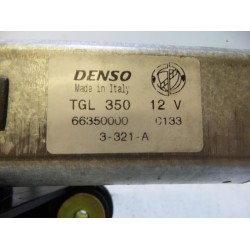 DENSO
Made in Italy
TGL 350 12 V
66350000 C133
3-321-A